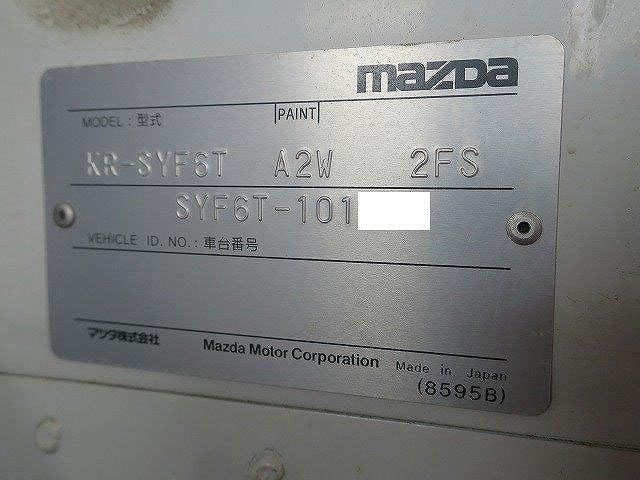 mazda
MODEL : 型式 PAINT
KR-SYF6T A2W 2FS
SYF6T-101
VEHICLE ID. NO. : 車台番号
マツダ株式会社 Mazda Motor Corporation Made in Japan
(8595B)